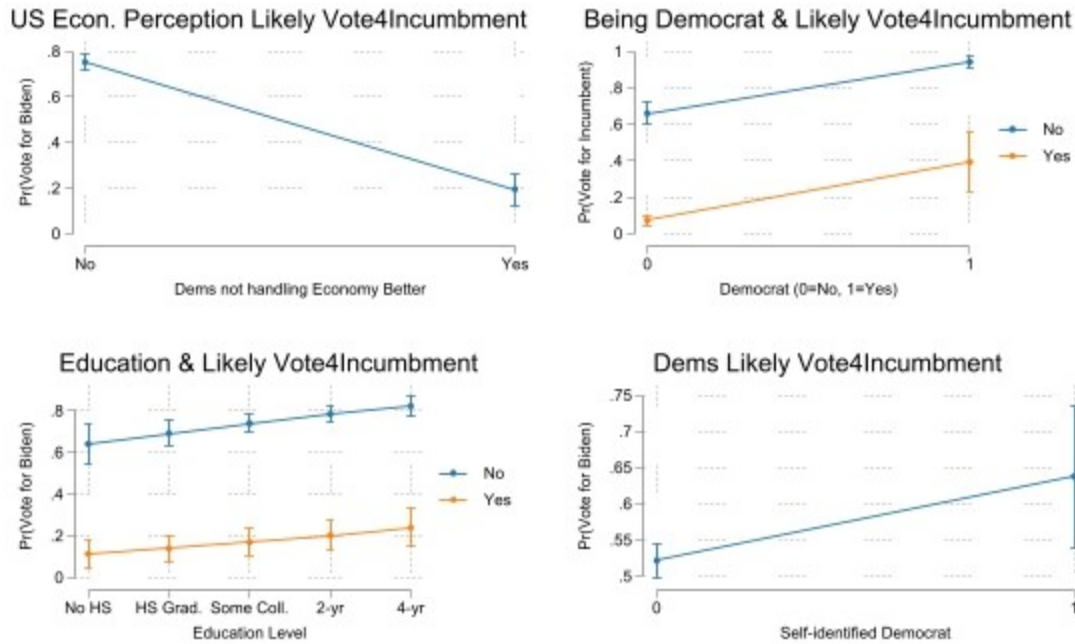 US Econ. Perception Likely Vote4Incumbment
Pr(Vote for Biden)
.8
.6
.4
.2
0
No
Yes
Dems not handling Economy Better
Being Democrat & Likely Vote4Incumbment
Pr(Vote for Incumbent)
1
.8
.6
.4
.2
0
0
1
Democrat (0=No, 1=Yes)
No
Yes
Education & Likely Vote4Incumbment
Pr(Vote for Biden)
.8
.6
.4
.2
0
No HS
HS Grad.
Some Coll.
2-yr
4-yr
Education Level
No
Yes
Dems Likely Vote4Incumbment
Pr(Vote for Biden)
.75
.7
.65
.6
.55
.5
0
1
Self-identified Democrat